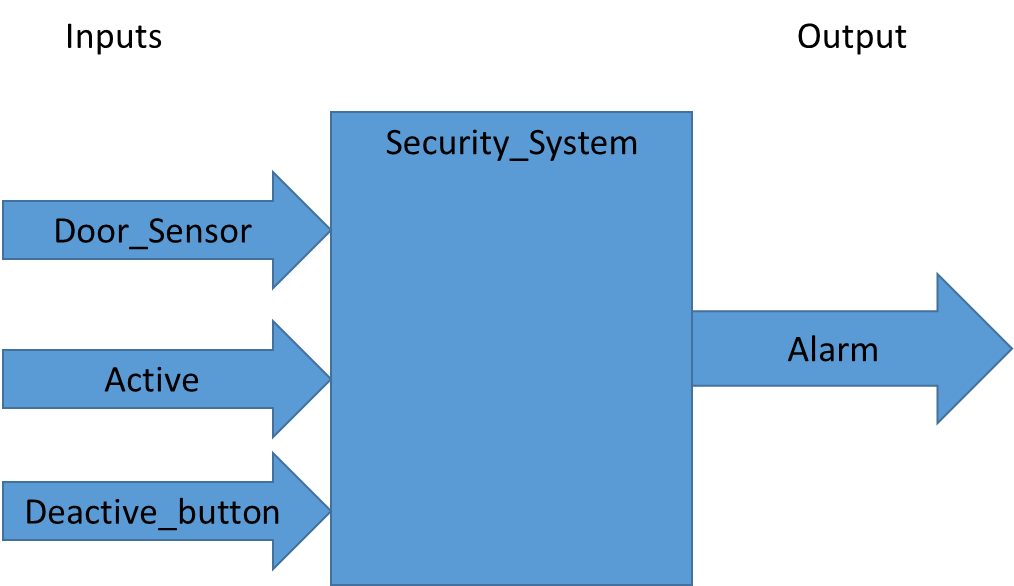 Inputs
Output
Security_System
Door_Sensor
Active
Alarm
Deactive_button